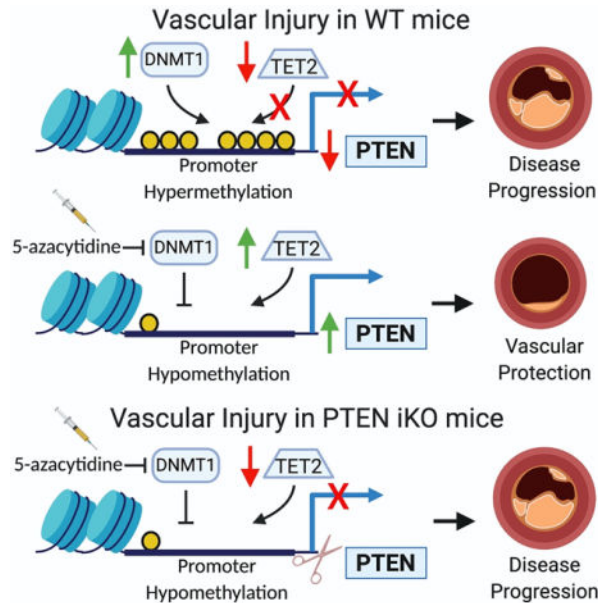 Vascular Injury in WT mice
DNMT1
TET2
X
X
PTEN
Promoter
Hypermethylation
Disease
Progression
5-azacytidine
DNMT1
TET2
PTEN
Promoter
Hypomethylation
Vascular
Protection
Vascular Injury in PTEN iKO mice
5-azacytidine
DNMT1
TET2
X
PTEN
Promoter
Hypomethylation
Disease
Progression